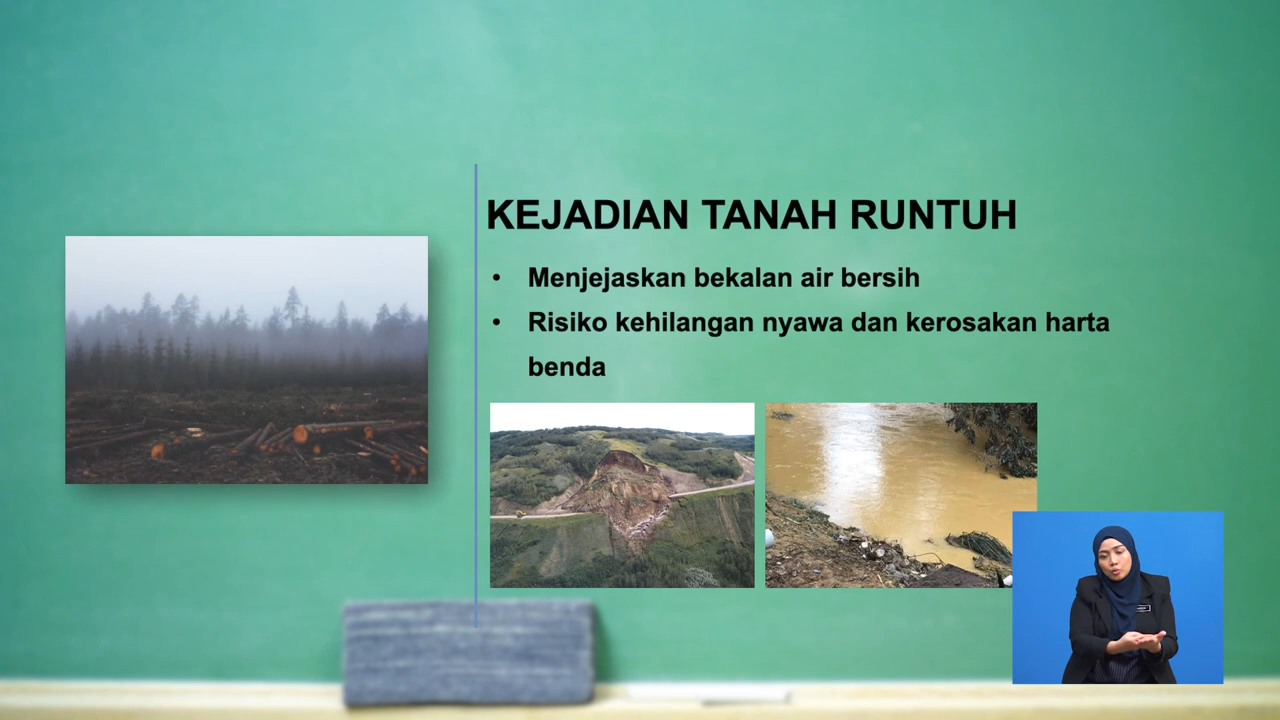 KEJADIAN TANAH RUNTUH
• Menjejaskan bekalan air bersih
• Risiko kehilangan nyawa dan kerosakan harta
benda